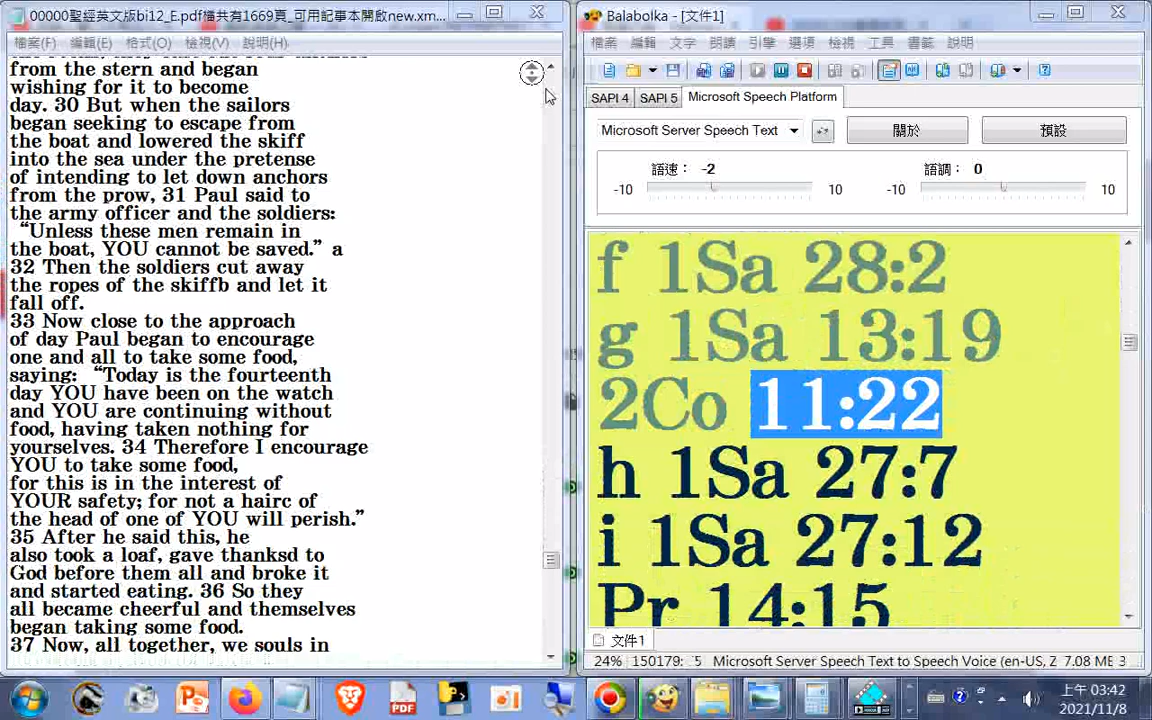 00000聖經英文版bi12_E.pdf檔共有1669頁_可用記事本開啟new.xm...
檔案(F) 編輯(E) 格式(O) 檢視(V) 說明(H)
from the stern and began
wishing for it to become
day. 30 But when the sailors
began seeking to escape from
the boat and lowered the skiff
into the sea under the pretense
of intending to let down anchors
from the prow, 31 Paul said to
the army officer and the soldiers:
“Unless these men remain in
the boat, YOU cannot be saved.” a
32 Then the soldiers cut away
the ropes of the skiffb and let it
fall off.
33 Now close to the approach
of day Paul began to encourage
one and all to take some food,
saying: “Today is the fourteenth
day YOU have been on the watch
and YOU are continuing without
food, having taken nothing for
yourselves. 34 Therefore I encourage
YOU to take some food,
for this is in the interest of
YOUR safety; for not a hairc of
the head of one of YOU will perish.”
35 After he said this, he
also took a loaf, gave thanksd to
God before them all and broke it
and started eating. 36 So they
all became cheerful and themselves
began taking some food.
37 Now, all together, we souls in
Balabolka - [文件1]
檔案 編輯 文字 朗讀 引擎 選項 檢視 工具 書籤 說明
SAPI 4 SAPI 5 Microsoft Speech Platform
Microsoft Server Speech Text 關於 預設
語速： -2 語調： 0
-10 10 -10 10
f 1Sa 28:2
g 1Sa 13:19
2Co 11:22
h 1Sa 27:7
i 1Sa 27:12
Pr 14:15
文件1
24% 150179: 5 Microsoft Server Speech Text to Speech Voice (en-US, Z 7.08 ME 3
PDF
上午 03:42
2021/11/8